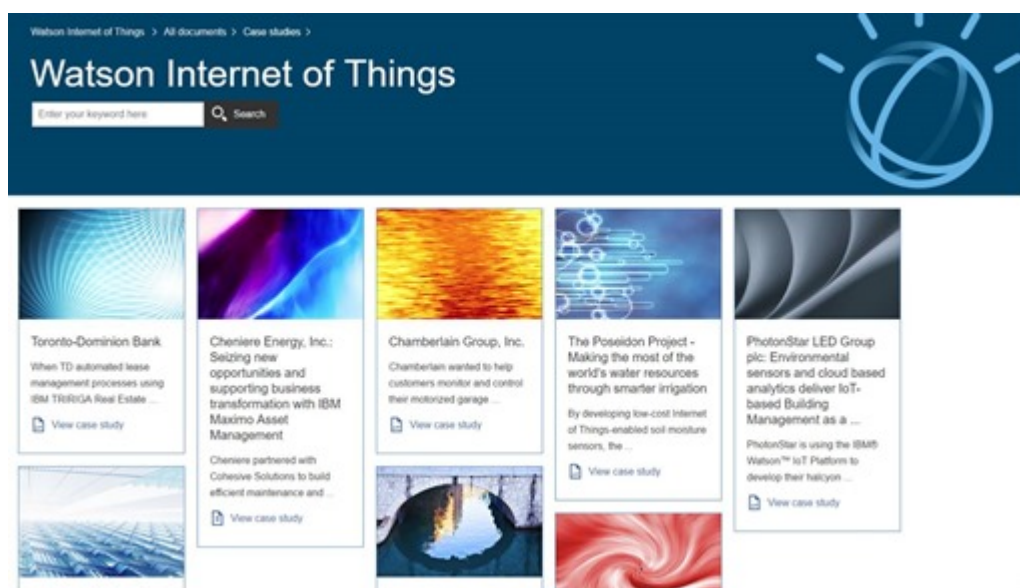 Watson Internet of Things > All documents > Case studies >
Watson Internet of Things
Enter your keyword here
Search
Toronto-Dominion Bank
When TD automated lease
management processes using
IBM TRIRIGA Real Estate ...
View case study
Cheniere Energy, Inc.:
Seizing new
opportunities and
supporting business
transformation with IBM
Maximo Asset
Management
Cheniere partnered with
Cohesive Solutions to build
efficient maintenance and ...
View case study
Chamberlain Group, Inc.
Chamberlain wanted to help
customers monitor and control
their motorized garage ...
View case study
The Poseidon Project -
Making the most of the
world's water resources
through smarter irrigation
By developing low-cost Internet
of Things-enabled soil moisture
sensors, the ...
View case study
PhotonStar LED Group
plc: Environmental
sensors and cloud based
analytics deliver IoT-
based Building
Management as a ...
PhotonStar is using the IBM®
Watson™ IoT Platform to
develop their halcyon ...
View case study